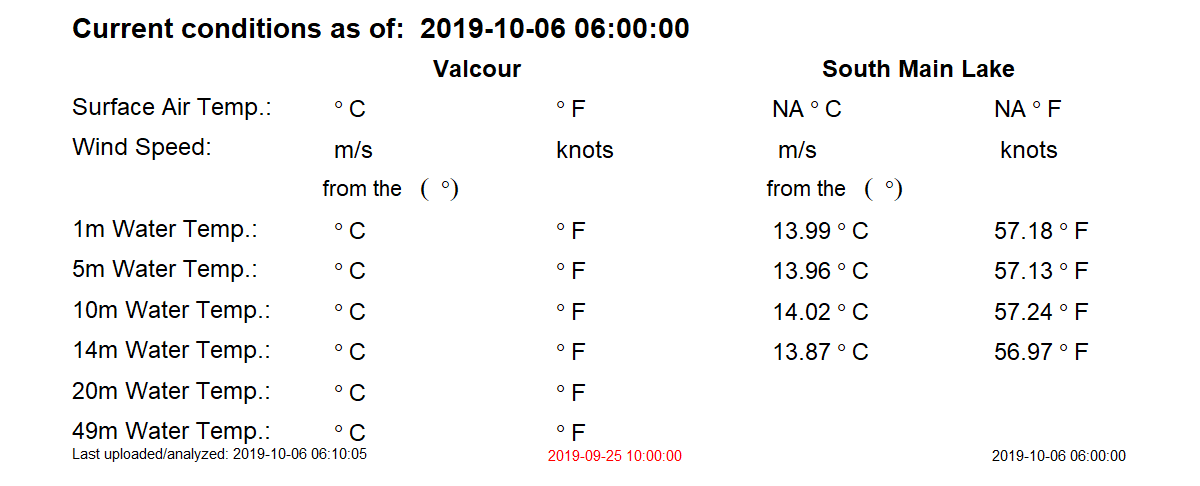 Current conditions as of: 2019-10-06 06:00:00
Valcour South Main Lake
Surface Air Temp.: ° C ° F NA ° C NA ° F
Wind Speed: m/s knots m/s knots
from the ( °) from the ( °)
1m Water Temp.: ° C ° F 13.99 ° C 57.18 ° F
5m Water Temp.: ° C ° F 13.96 ° C 57.13 ° F
10m Water Temp.: ° C ° F 14.02 ° C 57.24 ° F
14m Water Temp.: ° C ° F 13.87 ° C 56.97 ° F
20m Water Temp.: ° C ° F
49m Water Temp.: ° C ° F
Last uploaded/analyzed: 2019-10-06 06:10:05 2019-09-25 10:00:00 2019-10-06 06:00:00